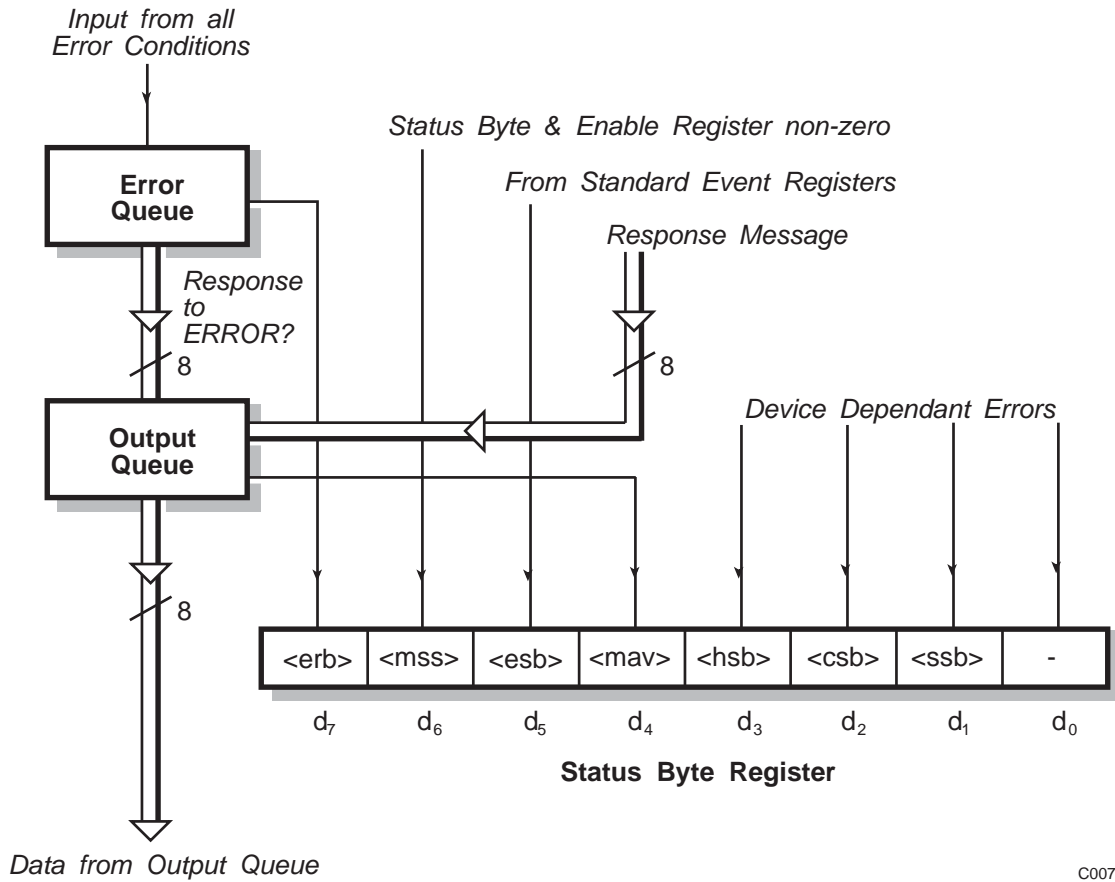 Input from all
Error Conditions
Status Byte & Enable Register non-zero
Error
Queue
From Standard Event Registers
Response Message
Response
to
ERROR?
8
8
Device Dependant Errors
Output
Queue
8
<erb> <mss> <esb> <mav> <hsb> <csb> <ssb> -
d7 d6 d5 d4 d3 d2 d1 d0
Status Byte Register
Data from Output Queue
C007